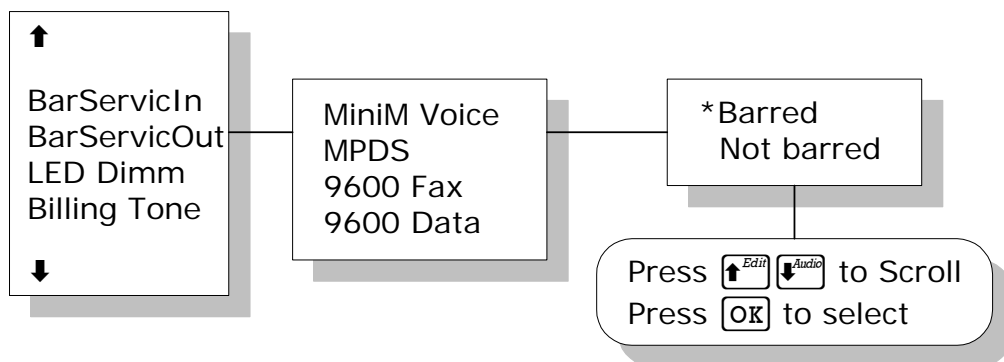 ⬆
BarServicIn
BarServicOut
LED Dimm
Billing Tone
⬇
MiniM Voice
MPDS
9600 Fax
9600 Data
*Barred
Not barred
Press ⬆Edit ⬇Audio to Scroll
Press OK to select